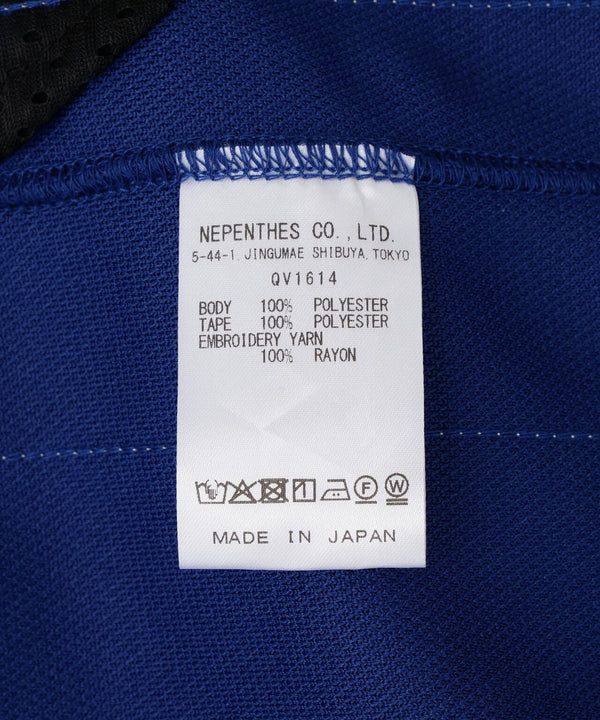 NEPENTHES CO., LTD.
5-44-1, JINGUMAE SHIBUYA, TOKYO
QV1614
BODY 100% POLYESTER
TAPE 100% POLYESTER
EMBROIDERY YARN
100% RAYON
F W
MADE IN JAPAN